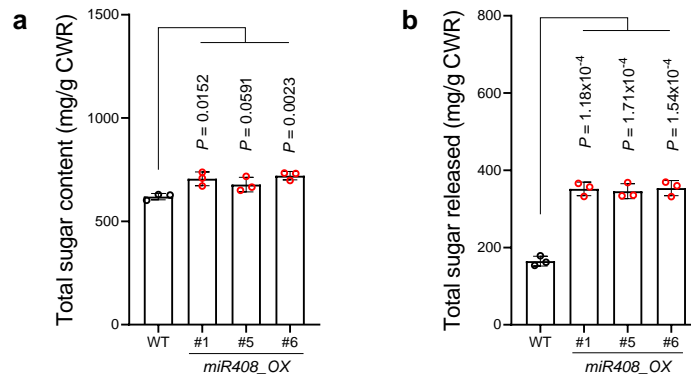 a
Total sugar content (mg/g CWR)
1500
1000
500
0
P = 0.0152
P = 0.0591
P = 0.0023
WT
#1
#5
#6
miR408_OX
b
Total sugar released (mg/g CWR)
800
600
400
200
0
P = 1.18x10-4
P = 1.71x10-4
P = 1.54x10-4
WT
#1
#5
#6
miR408_OX